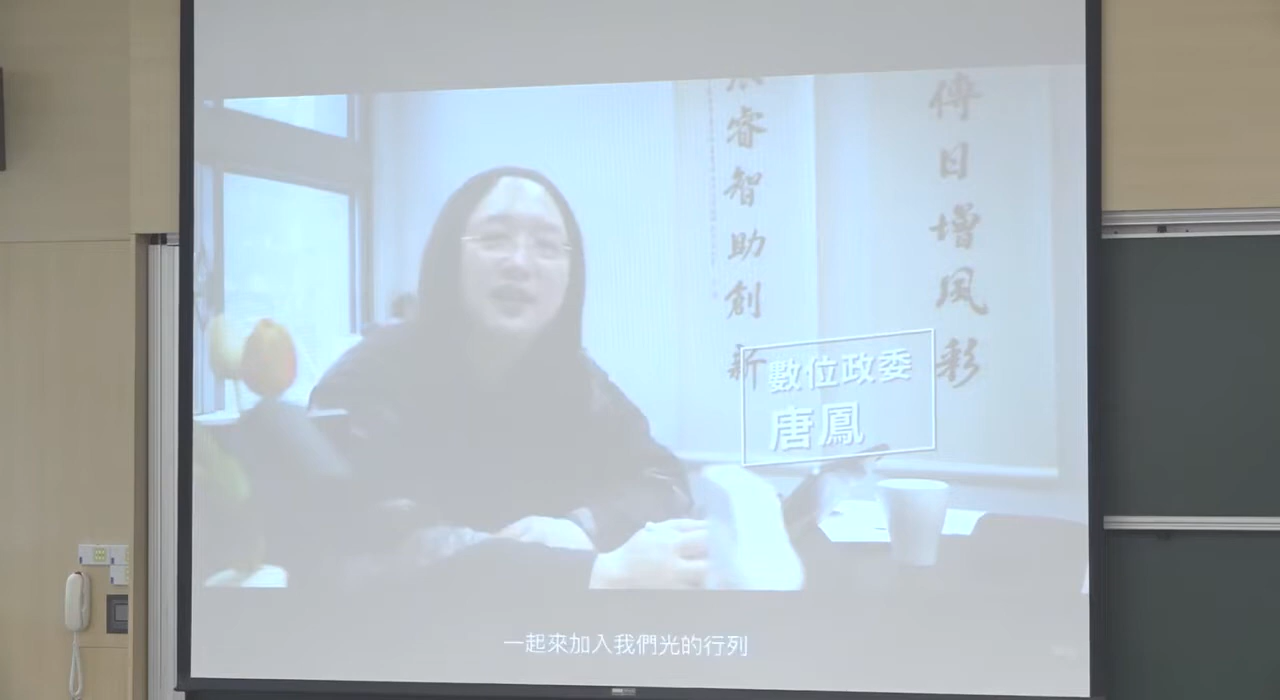 睿智助創新
傳日增風彩
數位政委
唐鳳
一起來加入我們光的行列